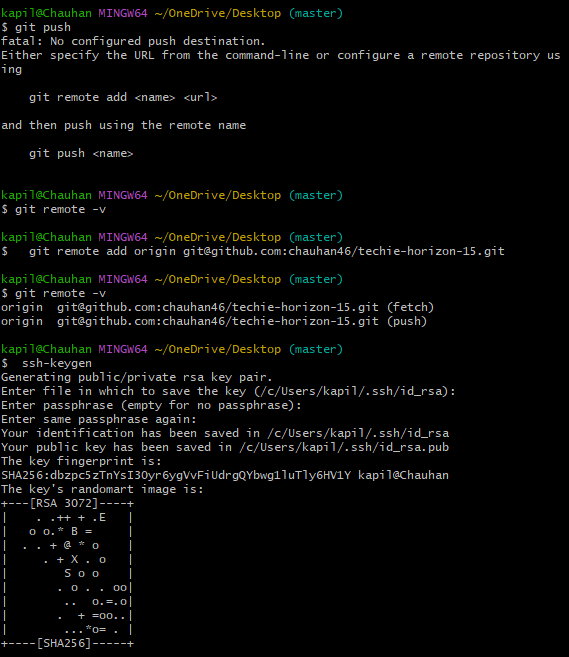 kapil@Chauhan MINGW64 ~/OneDrive/Desktop (master)
$ git push
fatal: No configured push destination.
Either specify the URL from the command-line or configure a remote repository us
ing

    git remote add <name> <url>

and then push using the remote name

    git push <name>


kapil@Chauhan MINGW64 ~/OneDrive/Desktop (master)
$ git remote -v

kapil@Chauhan MINGW64 ~/OneDrive/Desktop (master)
$   git remote add origin git@github.com:chauhan46/techie-horizon-15.git

kapil@Chauhan MINGW64 ~/OneDrive/Desktop (master)
$ git remote -v
origin  git@github.com:chauhan46/techie-horizon-15.git (fetch)
origin  git@github.com:chauhan46/techie-horizon-15.git (push)

kapil@Chauhan MINGW64 ~/OneDrive/Desktop (master)
$  ssh-keygen
Generating public/private rsa key pair.
Enter file in which to save the key (/c/Users/kapil/.ssh/id_rsa):
Enter passphrase (empty for no passphrase):
Enter same passphrase again:
Your identification has been saved in /c/Users/kapil/.ssh/id_rsa
Your public key has been saved in /c/Users/kapil/.ssh/id_rsa.pub
The key fingerprint is:
SHA256:dbzpc5zTnYsI3Oyr6ygVvFiUdrgQYbwg1luTly6HV1Y kapil@Chauhan
The key's randomart image is:
+---[RSA 3072]----+
|    . .++ + .E   |
|   o o.* B =     |
|  . . + @ * o    |
|     . + X . o   |
|        S o o    |
|       . o . . oo|
|        ..  o.=.o|
|       .  + =oo..|
|        ...*o= . |
+----[SHA256]-----+